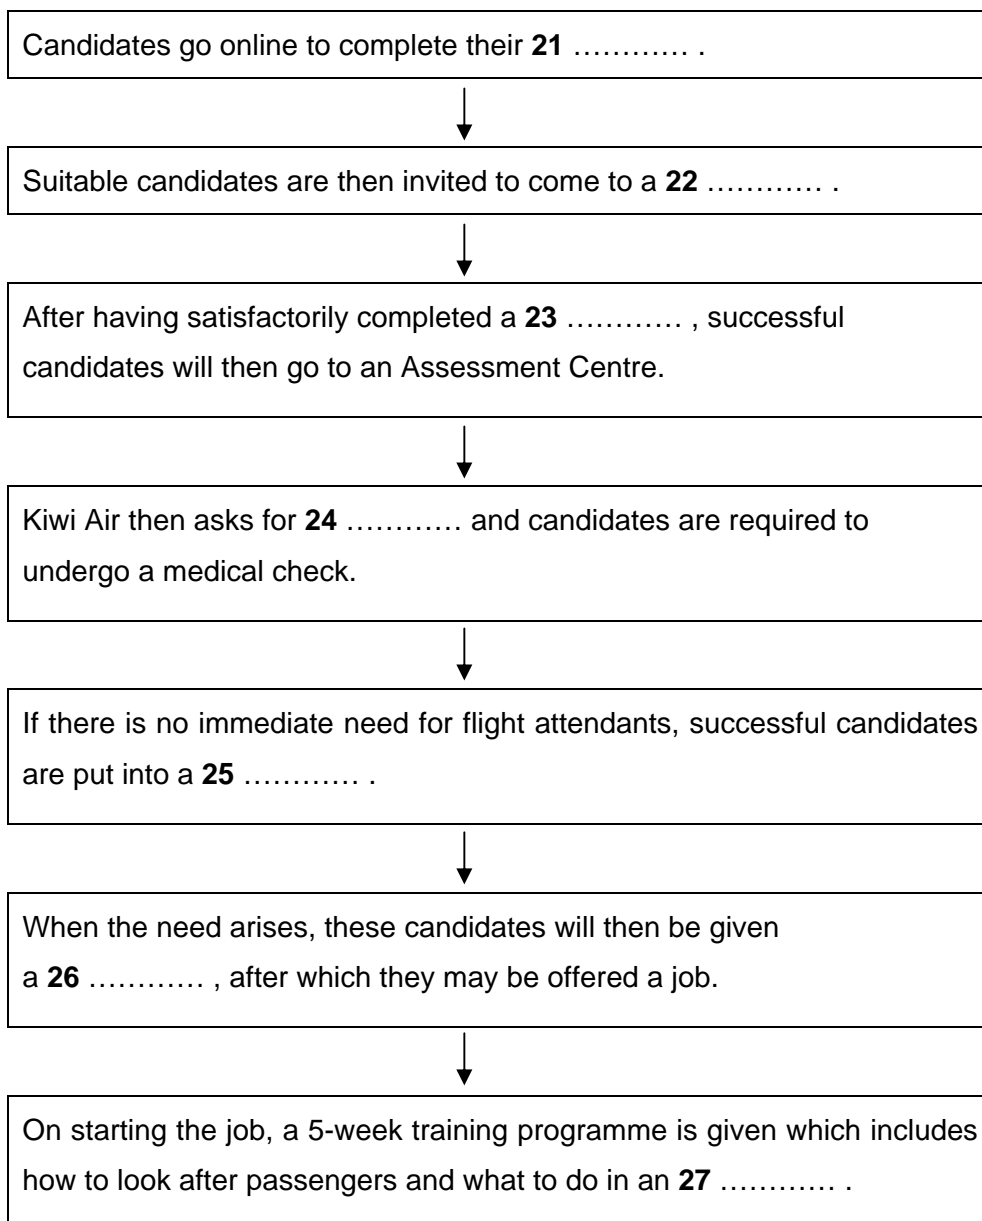 Candidates go online to complete their 21 ………… .
Suitable candidates are then invited to come to a 22 ………… .
After having satisfactorily completed a 23 ………… , successful
candidates will then go to an Assessment Centre.
Kiwi Air then asks for 24 ………… and candidates are required to
undergo a medical check.
If there is no immediate need for flight attendants, successful candidates
are put into a 25 ………… .
When the need arises, these candidates will then be given
a 26 ………… , after which they may be offered a job.
On starting the job, a 5-week training programme is given which includes
how to look after passengers and what to do in an 27 ………… .